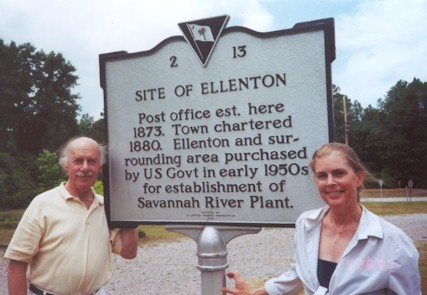 2 13
SITE OF ELLENTON
Post office est. here
1873. Town chartered
1880. Ellenton and sur-
rounding area purchased
by US Govt in early 1950s
for establishment of
Savannah River Plant.